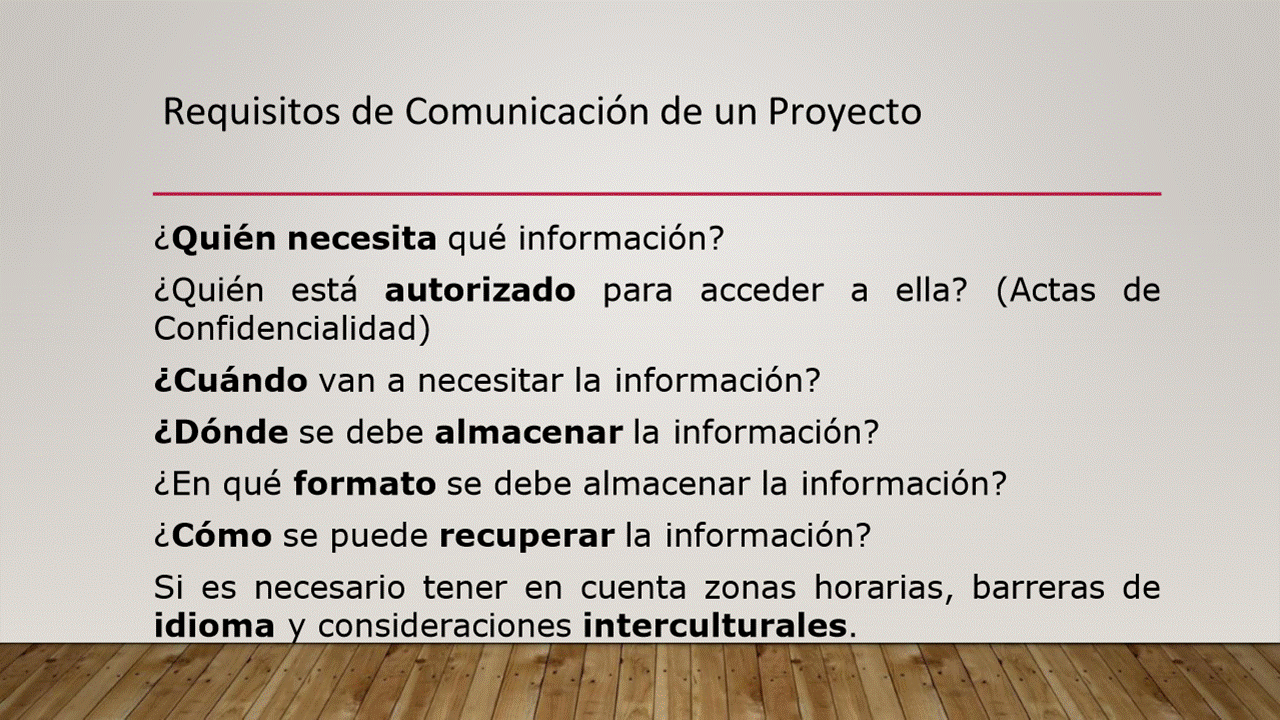 Requisitos de Comunicación de un Proyecto
¿Quién necesita qué información?
¿Quién está autorizado para acceder a ella? (Actas de
Confidencialidad)
¿Cuándo van a necesitar la información?
¿Dónde se debe almacenar la información?
¿En qué formato se debe almacenar la información?
¿Cómo se puede recuperar la información?
Si es necesario tener en cuenta zonas horarias, barreras de
idioma y consideraciones interculturales.